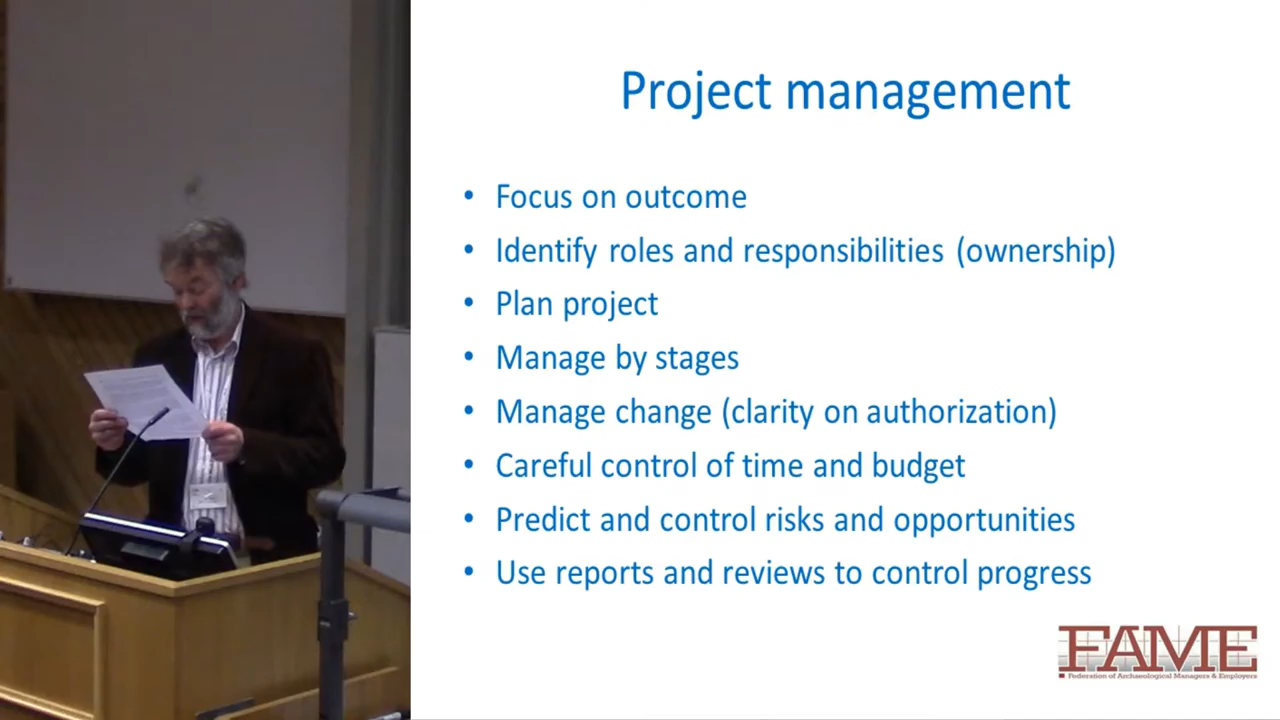 Project management
• Focus on outcome
• Identify roles and responsibilities (ownership)
• Plan project
• Manage by stages
• Manage change (clarity on authorization)
• Careful control of time and budget
• Predict and control risks and opportunities
• Use reports and reviews to control progress
FAME
Federation of Archaeological Managers & Employers